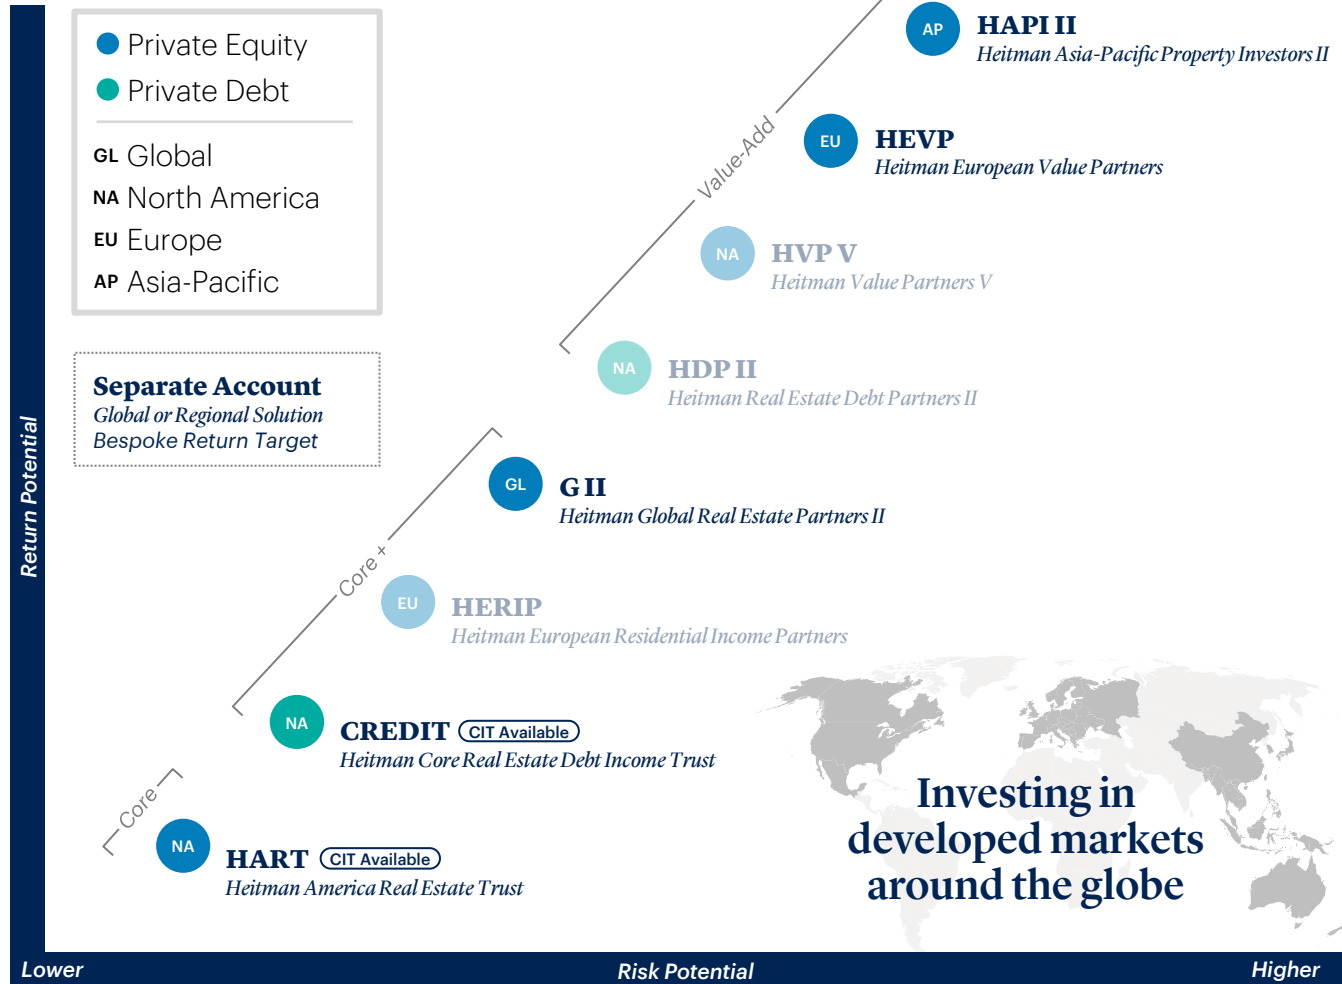 Private Equity
Private Debt
GL Global
NA North America
EU Europe
AP Asia-Pacific
Separate Account
Global or Regional Solution
Bespoke Return Target
AP
HAPI II
Heitman Asia-Pacific Property Investors II
Value-Add
EU
HEVP
Heitman European Value Partners
NA
HVP V
Heitman Value Partners V
NA
HDP II
Heitman Real Estate Debt Partners II
GL
G II
Heitman Global Real Estate Partners II
Core +
EU
HERIP
Heitman European Residential Income Partners
NA
CREDIT CIT Available
Heitman Core Real Estate Debt Income Trust
Core
NA
HART CIT Available
Heitman America Real Estate Trust
Investing in
developed markets
around the globe
Return Potential
Lower
Risk Potential
Higher